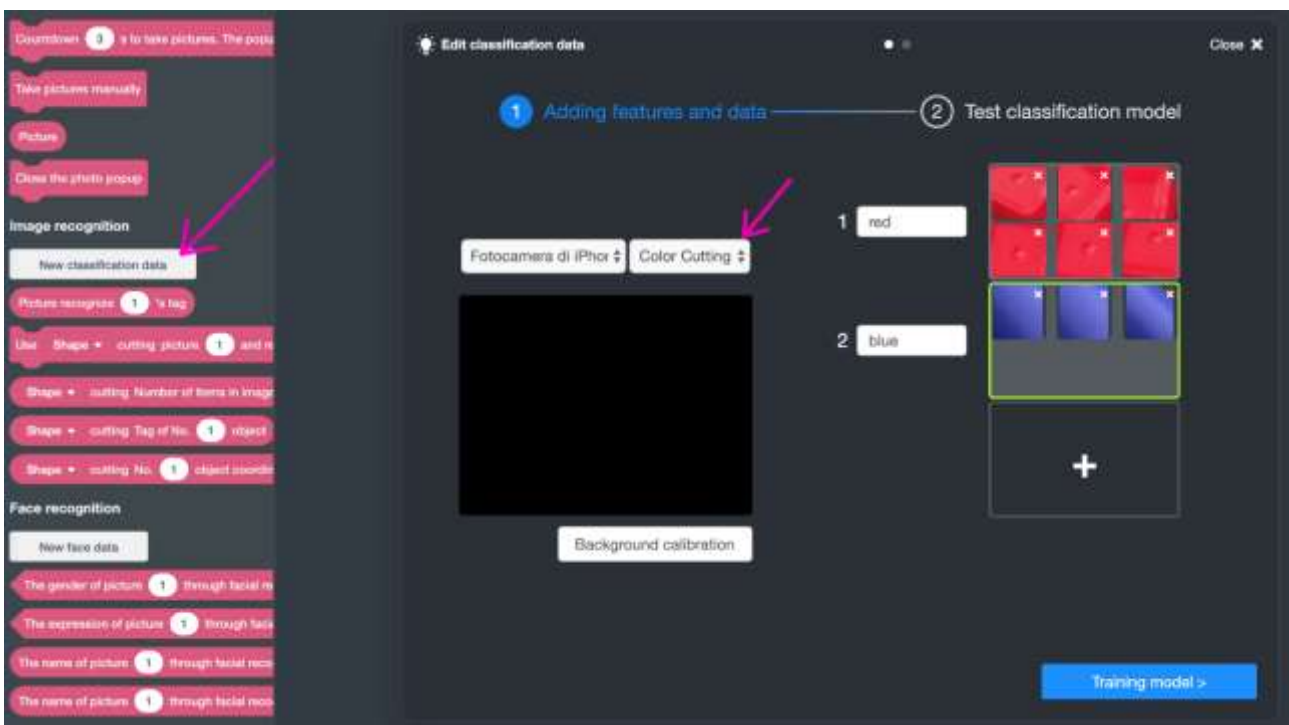 Countdown 3 s to take pictures. The popu
Take pictures manually
Picture
Close the photo popup
Image recognition
New classification data
Picture recognize 1 's tag
Use Shape cutting picture 1 and r
Shape cutting Number of items in image
Shape cutting Tag of No. 1 object
Shape cutting No. 1 object coordin
Face recognition
New face data
The gender of picture 1 through facial re
The expression of picture 1 through facia
The name of picture 1 through facial reco
The name of picture 1 through facial reco
Edit classification data
Close ✖
1 Adding features and data
2 Test classification model
Fotocamera di iPhor
Color Cutting
1 red
2 blue
Background calibration
Training model >